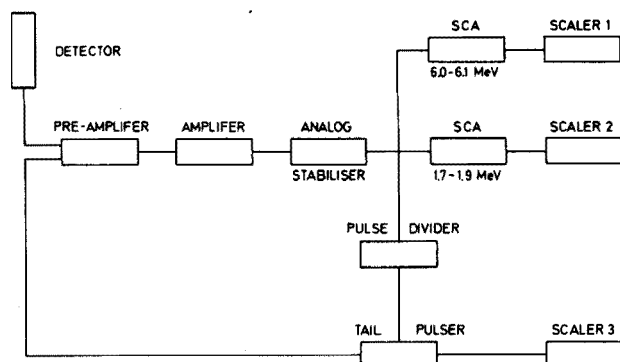 DETECTOR
SCA
SCALER 1
6.0-6.1 MeV
PRE-AMPLIFER
AMPLIFER
ANALOG
STABILISER
SCA
SCALER 2
1.7-1.9 MeV
PULSE DIVIDER
TAIL PULSER
SCALER 3